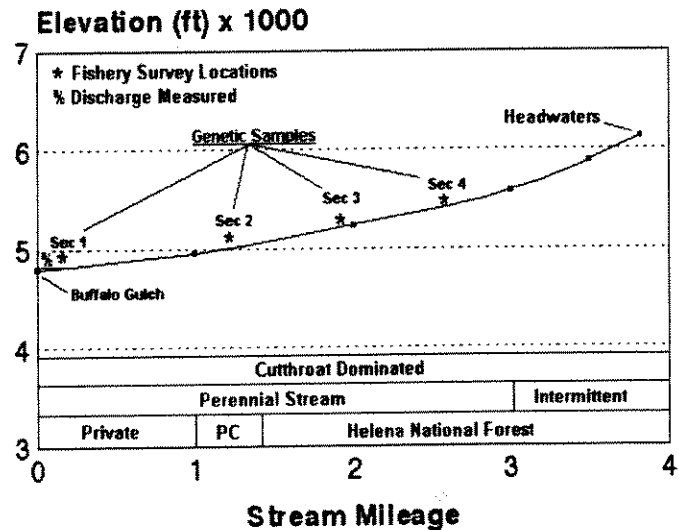 Elevation (ft) x 1000
7
* Fishery Survey Locations
% Discharge Measured
Headwaters
Genetic Samples
6
Sec 4
Sec 3
Sec 2
Sec 1
5
%
Buffalo Gulch
4
Cutthroat Dominated
Perennial Stream Intermittent
Private PC Helena National Forest
3
0 1 2 3 4
Stream Mileage